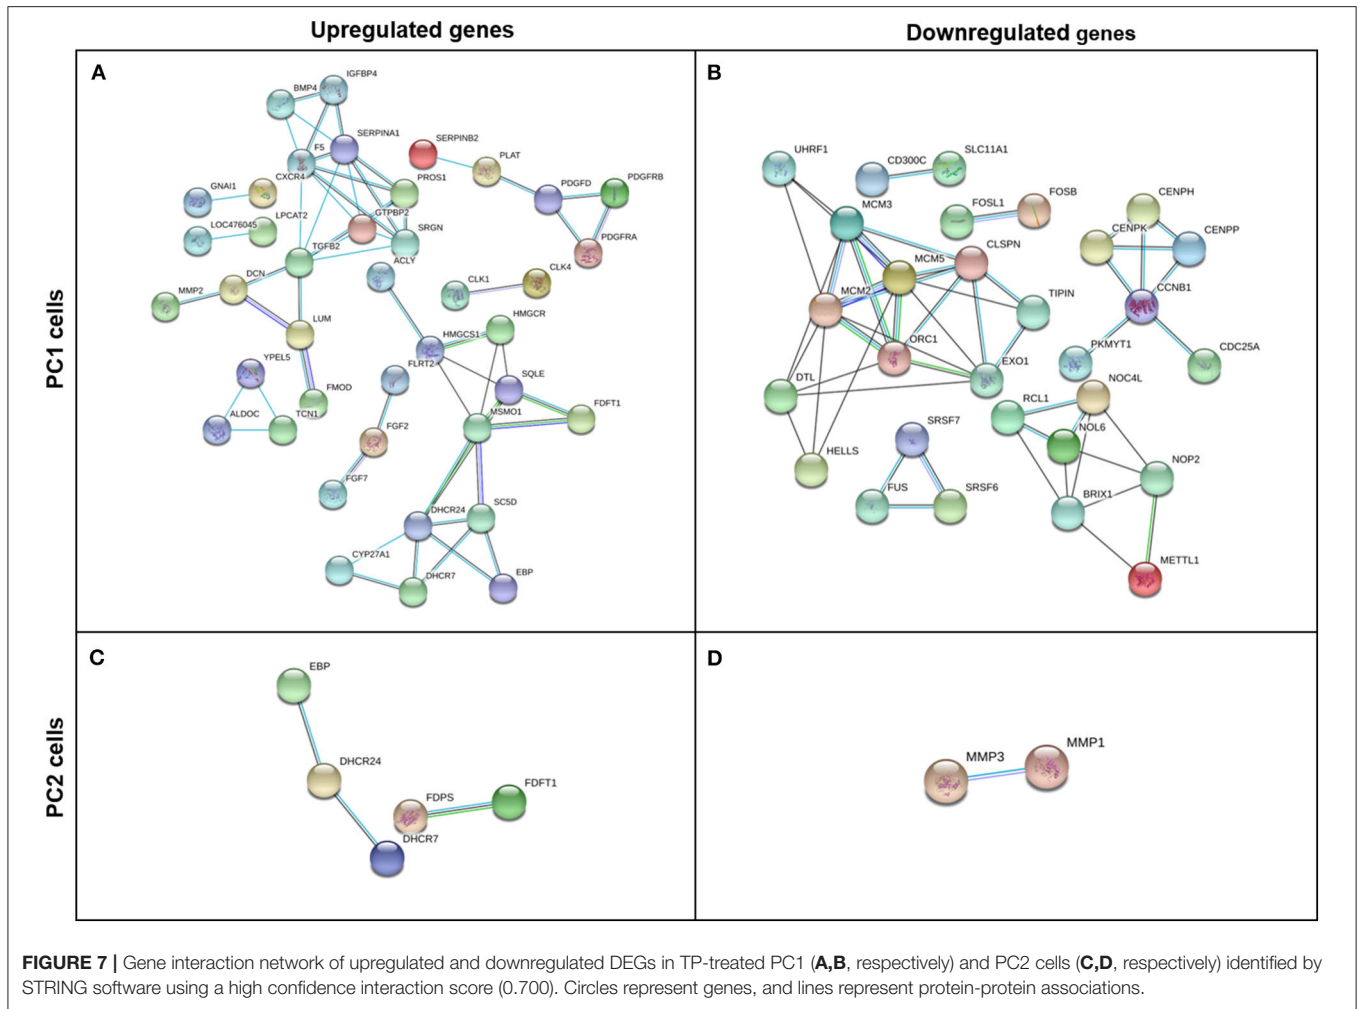 Upregulated genes
Downregulated genes
PC1 cells
A
IGFBP4
BMP4
SERPINA1
F5
SERPINB2
PLAT
CXCR4
PROS1
PDGFD
PDGFRB
GNAI1
GTPBP2
LPCAT2
LOC476045
SRGN
PDGFRA
TGFB2
ACLY
DCN
CLK1
CLK4
MMP2
LUM
HMGCS1
HMGCR
YPEL5
FLRT2
SQLE
FMOD
ALDOC
TCN1
MSMO1
FDFT1
FGF2
FGF7
DHCR24
SC5D
CYP27A1
DHCR7
EBP
B
UHRF1
CD300C
SLC11A1
MCM3
FOSL1
FOSB
CENPH
CENPK
CENPP
MCM5
CLSPN
MCM2
TIPIN
CCNB1
ORC1
EXO1
PKMYT1
CDC25A
DTL
NOC4L
RCL1
SRSF7
NOL6
HELLS
NOP2
FUS
SRSF6
BRIX1
METTL1
PC2 cells
C
EBP
DHCR24
FDPS
FDFT1
DHCR7
D
MMP3
MMP1
FIGURE 7 | Gene interaction network of upregulated and downregulated DEGs in TP-treated PC1 (A,B, respectively) and PC2 cells (C,D, respectively) identified by
STRING software using a high confidence interaction score (0.700). Circles represent genes, and lines represent protein-protein associations.